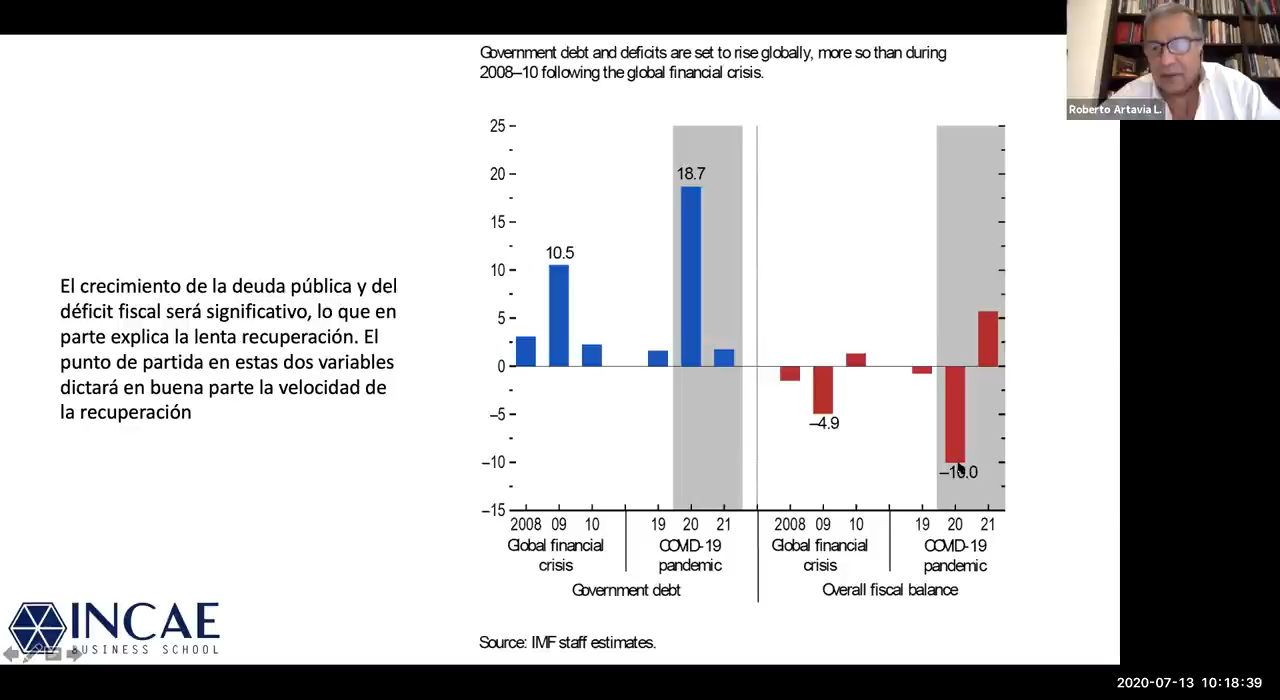 Government debt and deficits are set to rise globally, more so than during
2008–10 following the global financial crisis.
Roberto Artavia L.
El crecimiento de la deuda pública y del
déficit fiscal será significativo, lo que en
parte explica la lenta recuperación. El
punto de partida en estas dos variables
dictará en buena parte la velocidad de
la recuperación
25
20
15
10
5
0
–5
–10
–15
10.5
18.7
–4.9
–10.0
2008 09 10 19 20 21 2008 09 10 19 20 21
Global financial COVID-19 Global financial COVID-19
crisis pandemic crisis pandemic
Government debt Overall fiscal balance
Source: IMF staff estimates.
INCAE
BUSINESS SCHOOL
2020-07-13 10:18:39